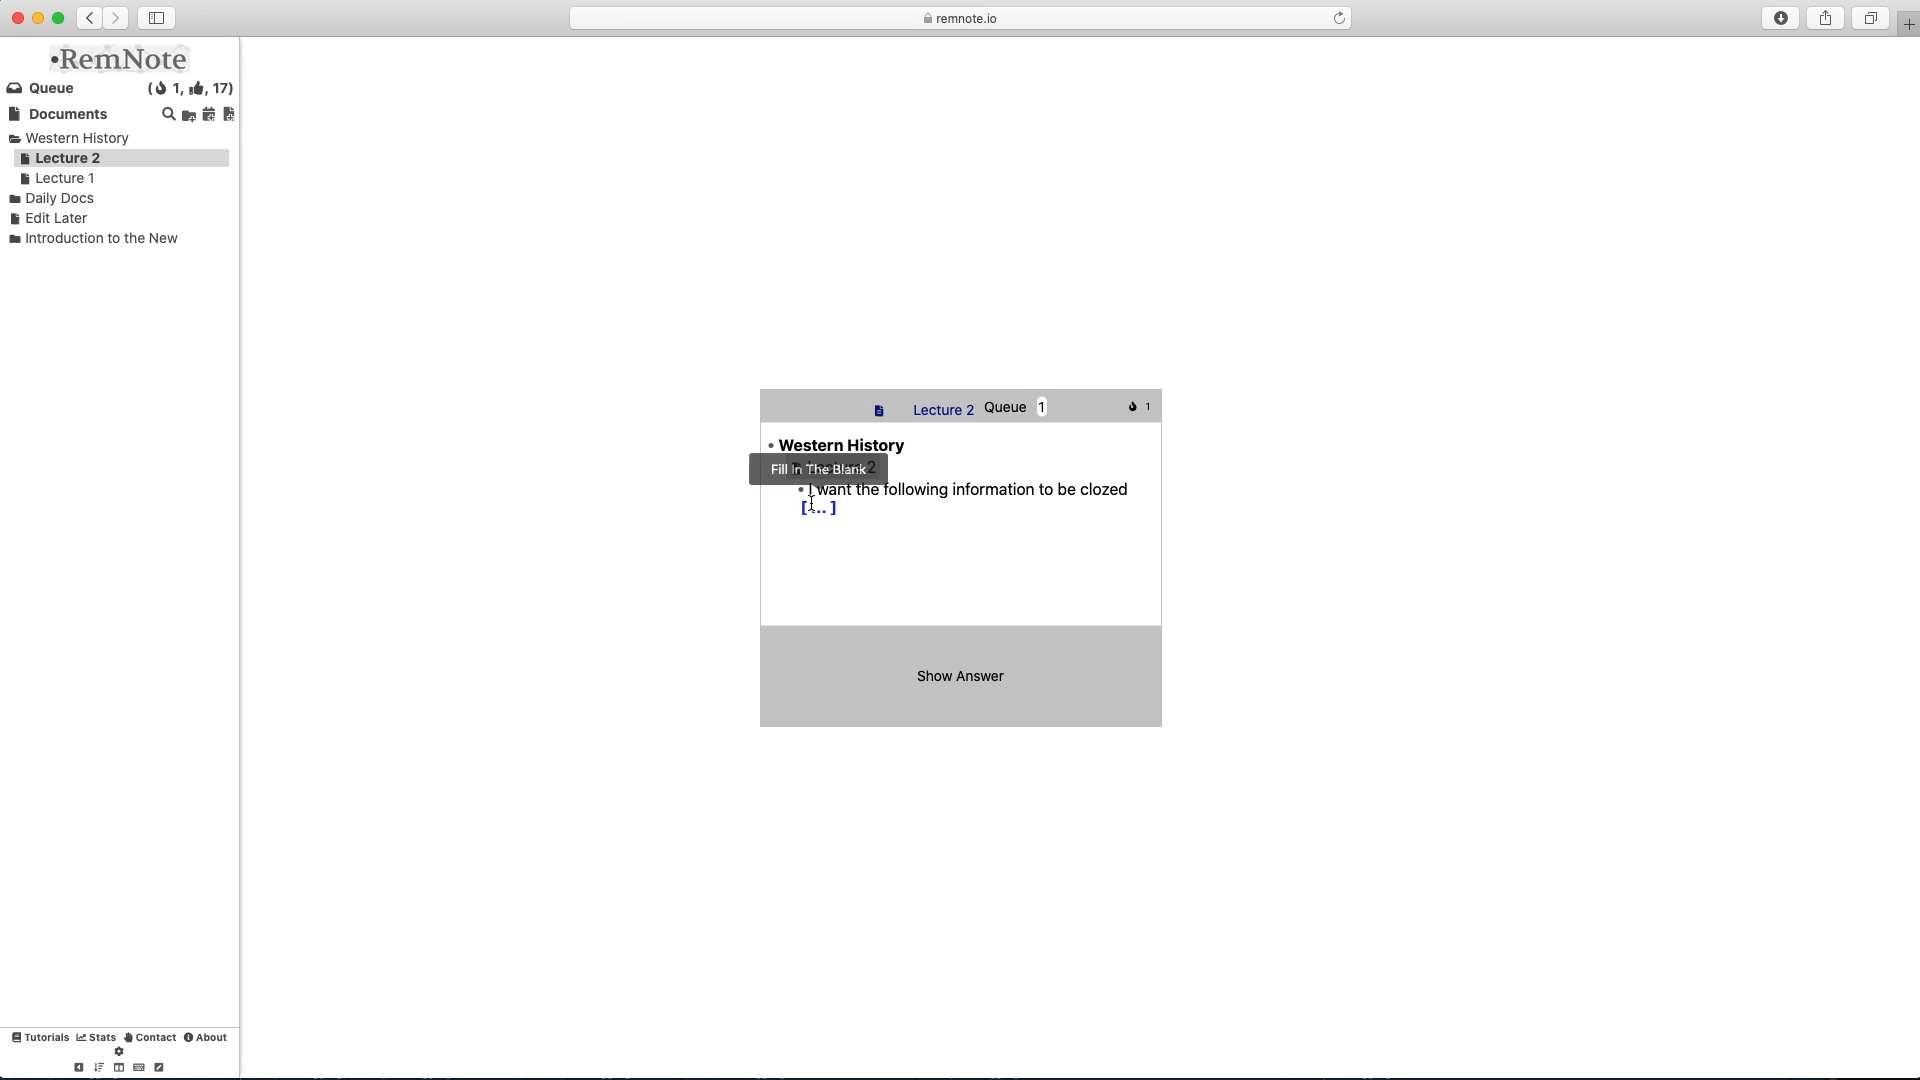 remnote.io
RemNote
Queue (1, 17)
Documents
Western History
Lecture 2
Lecture 1
Daily Docs
Edit Later
Introduction to the New
Lecture 2 Queue 1 1
Western History
Fill In The Blank 2
I want the following information to be clozed
[ ... ]
Show Answer
Tutorials Stats Contact About